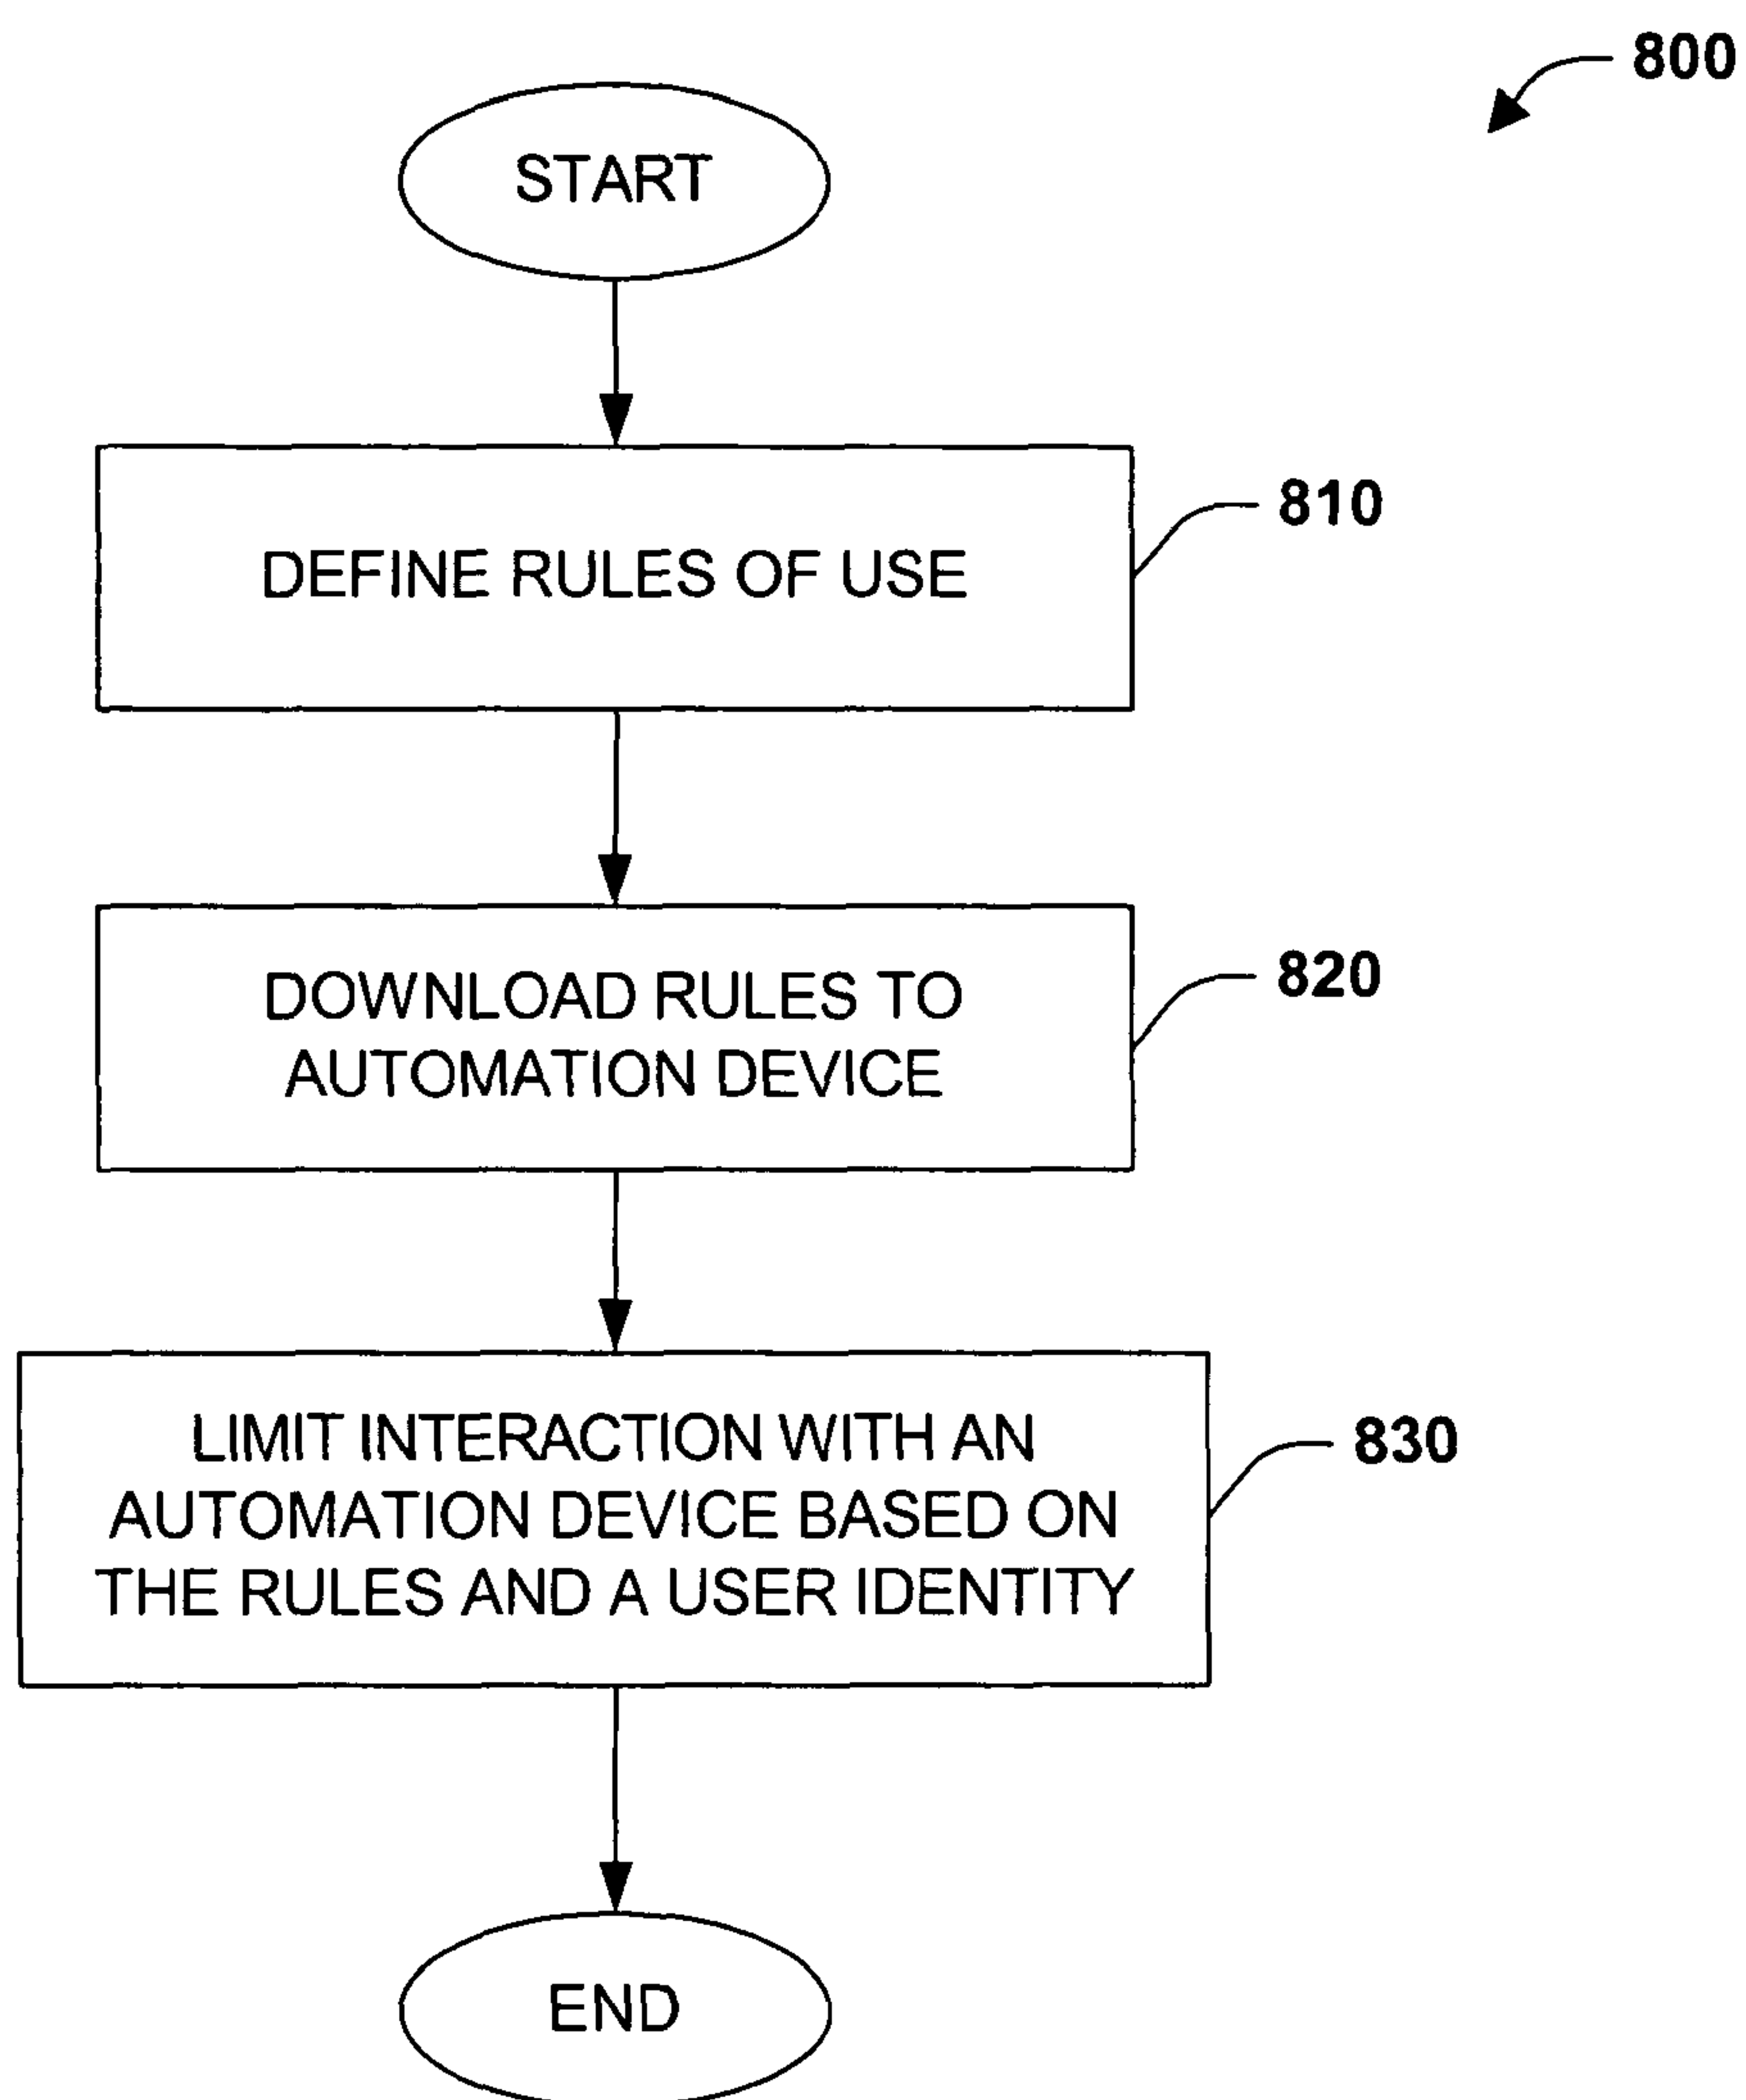 800
START
DEFINE RULES OF USE
810
DOWNLOAD RULES TO
AUTOMATION DEVICE
820
LIMIT INTERACTION WITH AN
AUTOMATION DEVICE BASED ON
THE RULES AND A USER IDENTITY
830
END